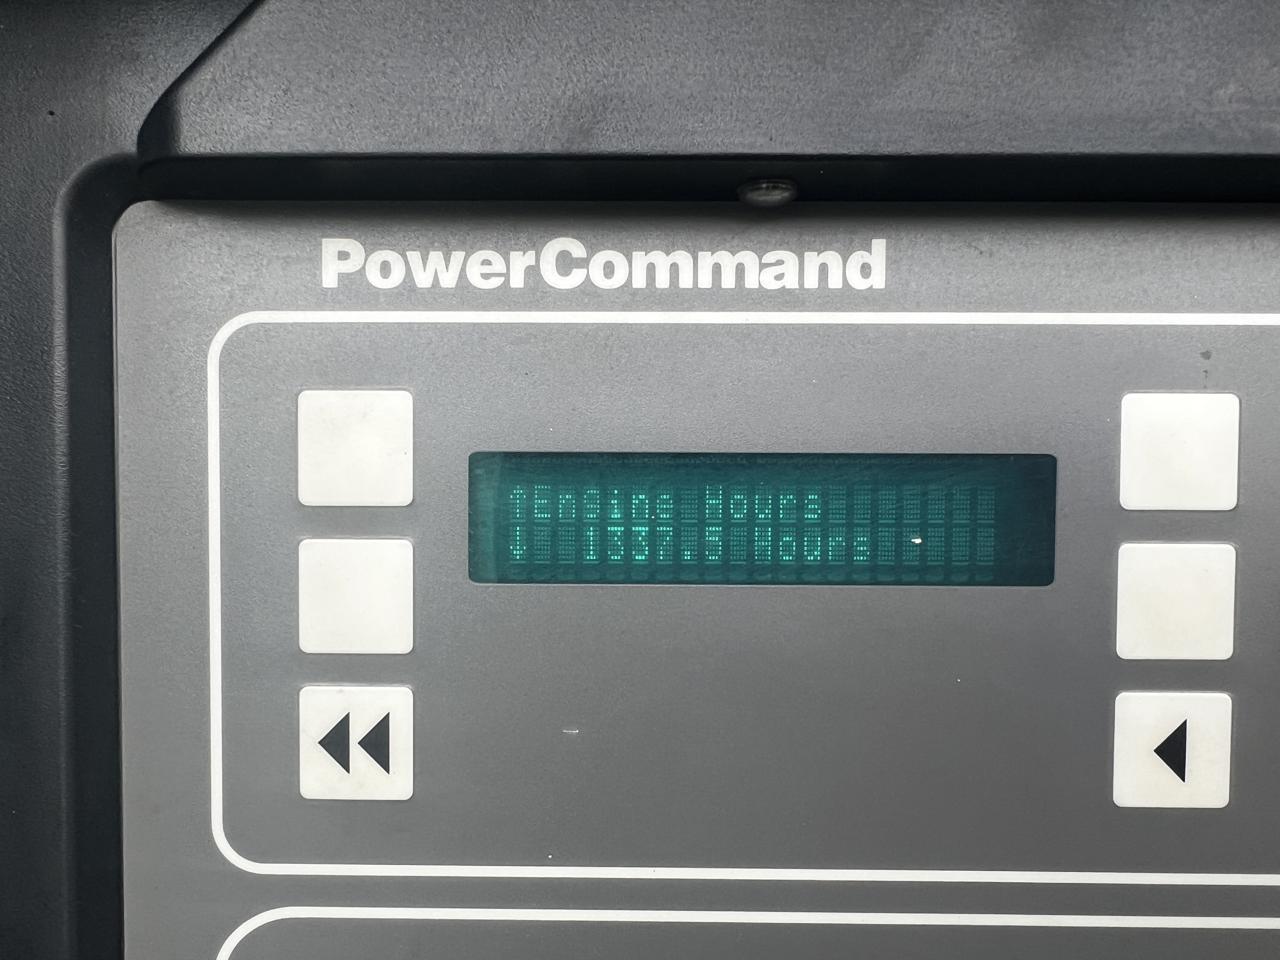 PowerCommand
↑Engine Hours
↓ 1337.5 Hours